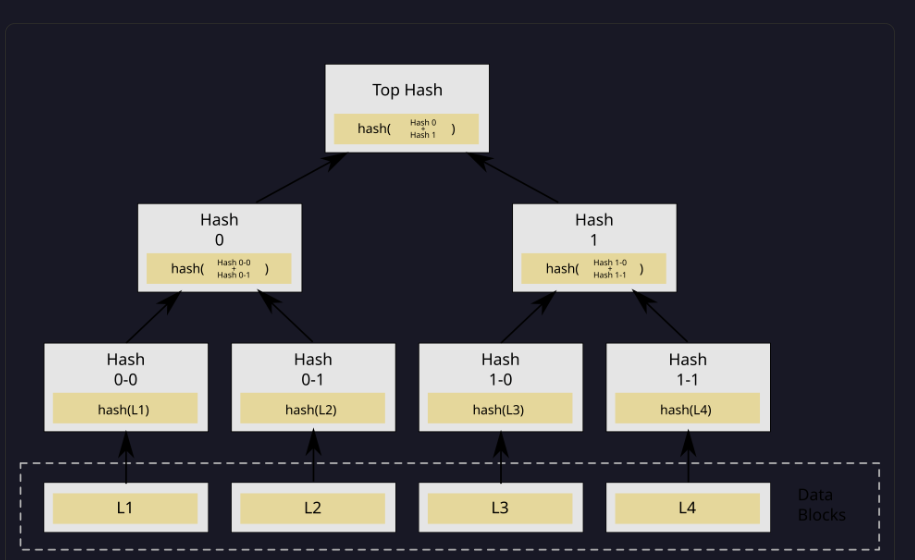 Top Hash
hash( Hash 0 + Hash 1 )
Hash
0
hash( Hash 0-0 + Hash 0-1 )
Hash
1
hash( Hash 1-0 + Hash 1-1 )
Hash
0-0
hash(L1)
Hash
0-1
hash(L2)
Hash
1-0
hash(L3)
Hash
1-1
hash(L4)
L1
L2
L3
L4
Data
Blocks